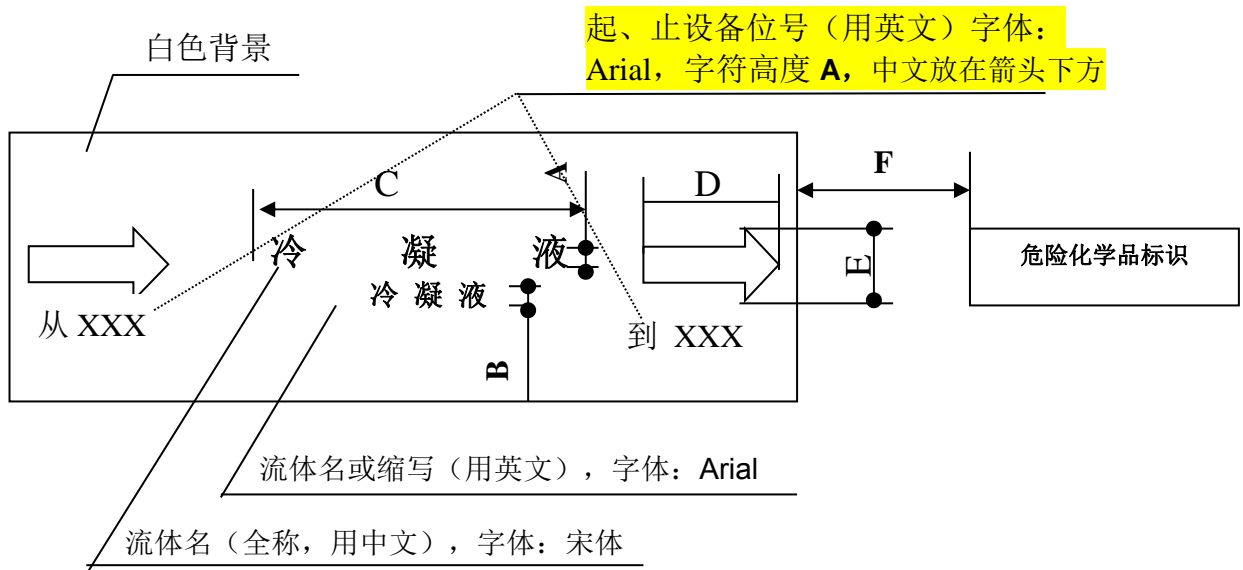 起、止设备位号（用英文）字体：
Arial，字符高度 A，中文放在箭头下方
白色背景
A
C
D
F
冷 凝 液
E
危险化学品标识
冷 凝 液
从 XXX
到 XXX
B
流体名或缩写（用英文），字体：Arial
流体名（全称，用中文），字体：宋体